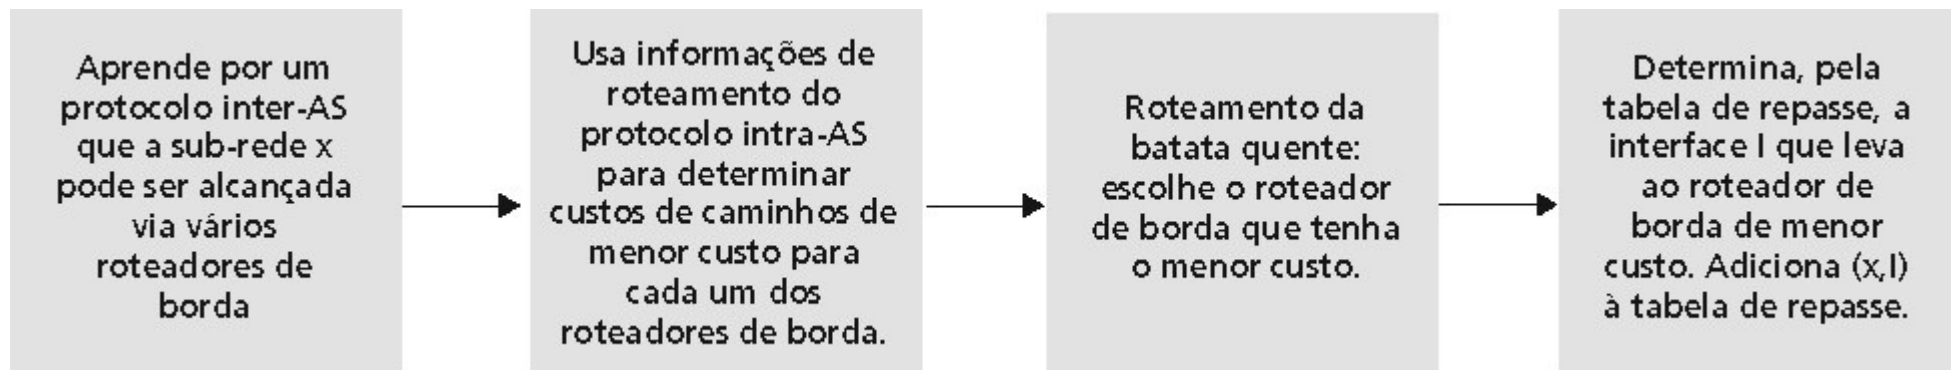 Aprende por um
protocolo inter-AS
que a sub-rede x
pode ser alcançada
via vários
roteadores de
borda
Usa informações de
roteamento do
protocolo intra-AS
para determinar
custos de caminhos de
menor custo para
cada um dos
roteadores de borda.
Roteamento da
batata quente:
escolhe o roteador
de borda que tenha
o menor custo.
Determina, pela
tabela de repasse, a
interface I que leva
ao roteador de
borda de menor
custo. Adiciona (x,I)
à tabela de repasse.